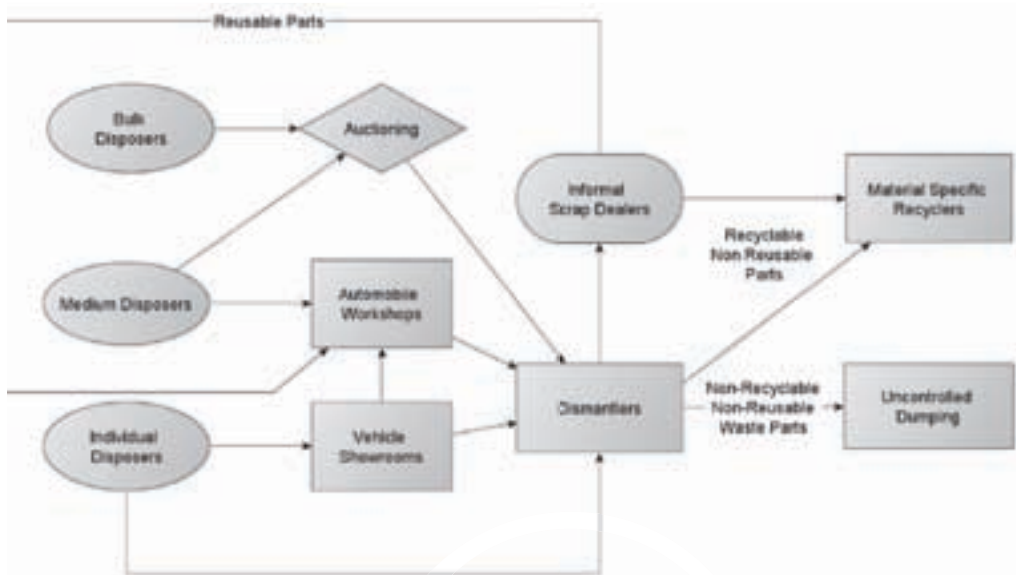 Reusable Parts
Bulk
Disposers
Auctioning
Informal
Scrap Dealers
Material Specific
Recyclers
Recyclable
Non Reusable
Parts
Medium Disposers
Automobile
Workshops
Dismantlers
Non-Recyclable
Non-Reusable
Waste Parts
Uncontrolled
Dumping
Individual
Disposers
Vehicle
Showrooms